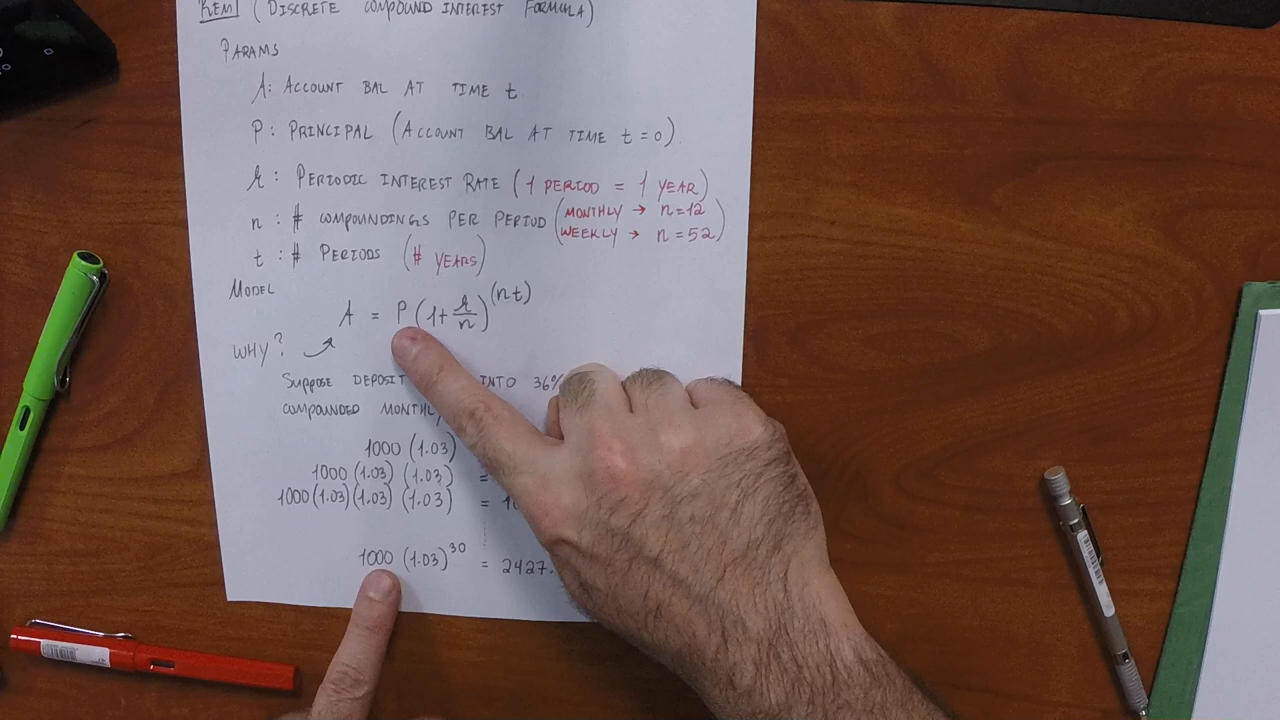 REM (DISCRETE COMPOUND INTEREST FORMULA)
PARAMS
A: ACCOUNT BAL AT TIME t
P: PRINCIPAL (ACCOUNT BAL AT TIME t=0).
r: PERIODIC INTEREST RATE (1 PERIOD = 1 YEAR)
n: # COMPOUNDINGS PER PERIOD (MONTHLY → n=12
WEEKLY → n=52)
t: # PERIODS (# YEARS)
MODEL
A = P(1+r/n)^(nt)
WHY?
SUPPOSE DEPOSIT INTO 36%
COMPOUNDED MONTHLY
1000 (1.03)
1000 (1.03) (1.03) =
1000(1.03)(1.03) (1.03) =
1000 (1.03)^30 = 2427.